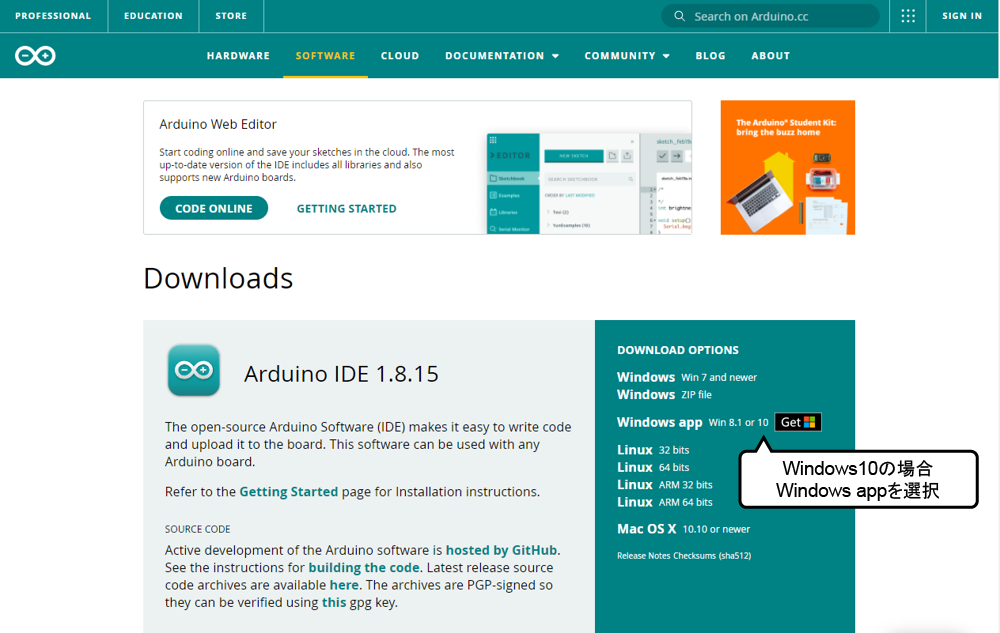 PROFESSIONAL EDUCATION STORE Search on Arduino.cc SIGN IN
HARDWARE SOFTWARE CLOUD DOCUMENTATION COMMUNITY BLOG ABOUT
Arduino Web Editor
Start coding online and save your sketches in the cloud. The most
up-to-date version of the IDE includes all libraries and also
supports new Arduino boards.
CODE ONLINE GETTING STARTED
EDITOR
NEW SKETCH
Sketchbook
SEARCH SKETCHBOOK
Examples
ORDER BY LAST MODIFIED
Libraries
Test (2)
Serial Monitor
YunExamples (10)
/*
*/
int brightne
void setup()
Serial.beg
}
The Arduino® Student Kit:
bring the buzz home
Downloads
Arduino IDE 1.8.15
The open-source Arduino Software (IDE) makes it easy to write code
and upload it to the board. This software can be used with any
Arduino board.
Refer to the Getting Started page for Installation instructions.
SOURCE CODE
Active development of the Arduino software is hosted by GitHub.
See the instructions for building the code. Latest release source
code archives are available here. The archives are PGP-signed so
they can be verified using this gpg key.
DOWNLOAD OPTIONS
Windows Win 7 and newer
Windows ZIP file
Windows app Win 8.1 or 10 Get
Linux 32 bits
Linux 64 bits
Linux ARM 32 bits
Linux ARM 64 bits
Mac OS X 10.10 or newer
Release Notes Checksums (sha512)
Windows10の場合
Windows appを選択